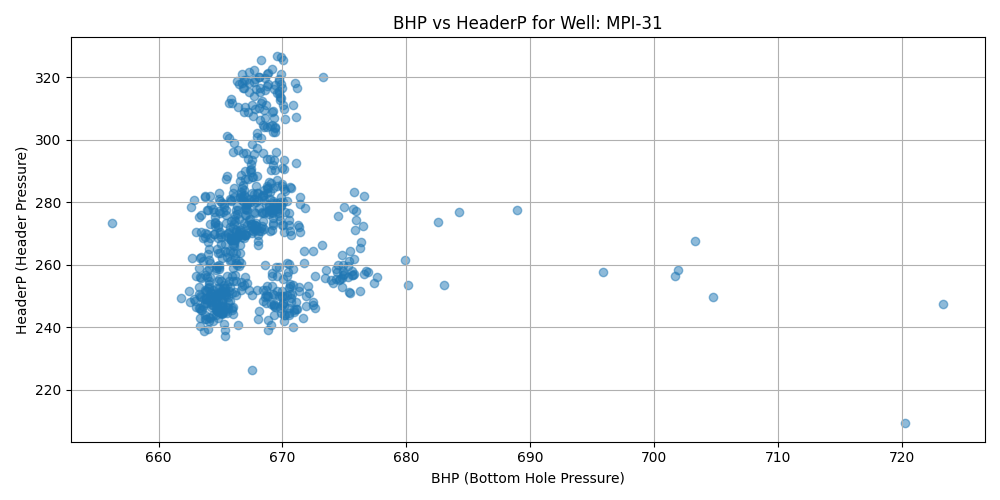 BHP vs HeaderP for Well: MPI-31
HeaderP (Header Pressure)
320
300
280
260
240
220
660 670 680 690 700 710 720
BHP (Bottom Hole Pressure)